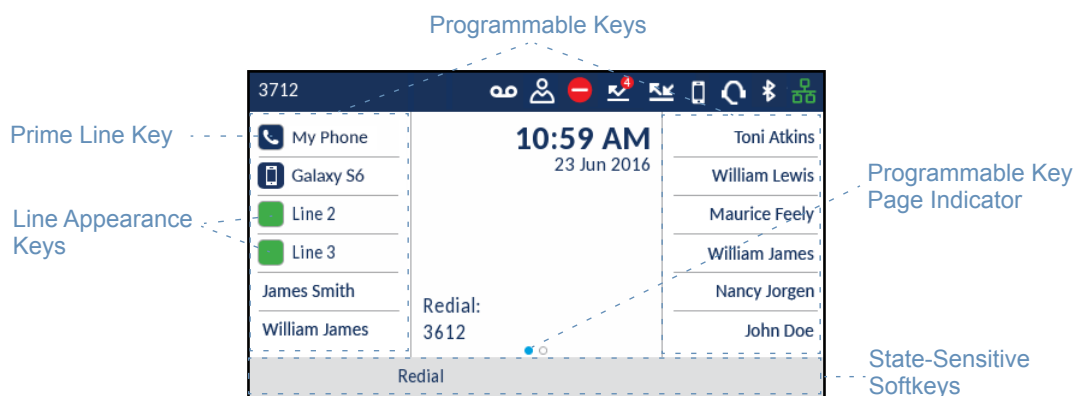 Programmable Keys
3712
4
Prime Line Key
My Phone
Galaxy S6
Line Appearance
Keys
Line 2
Line 3
James Smith
William James
10:59 AM
23 Jun 2016
Redial:
3612
Toni Atkins
William Lewis
Maurice Feely
William James
Nancy Jorgen
John Doe
Programmable Key
Page Indicator
Redial
State-Sensitive
Softkeys